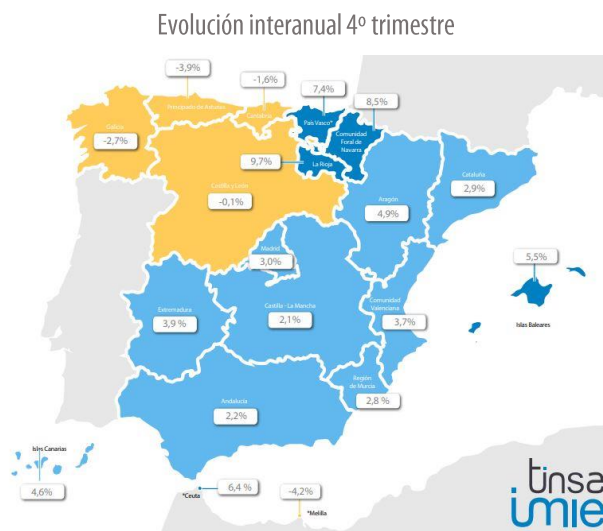 Evolución interanual 4º trimestre
-3,9%
-1,6%
7,4%
8,5%
Principado de Asturias
Cantabria
País Vasco*
Galicia
-2,7%
Comunidad
Foral de
Navarra
9,7%
La Rioja
Castilla y León
-0,1%
Cataluña
2,9%
Aragón
4,9%
Madrid
3,0%
5,5%
Islas Baleares
Extremadura
3,9 %
Castilla - La Mancha
2,1%
Comunidad
Valenciana
3,7%
Región
de Murcia
2,8 %
Andalucía
2,2%
Islas Canarias
4,6%
*Ceuta
6,4 %
-4,2%
*Melilla
tinsa
imie